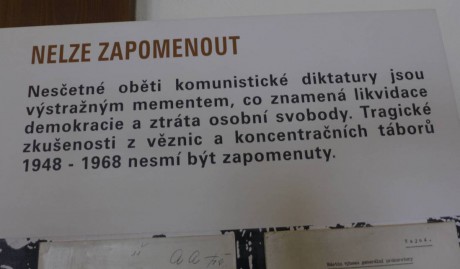 NELZE ZAPOMENOUT
Nesčetné oběti komunistické diktatury jsou
výstražným mementem, co znamená likvidace
demokracie a ztráta osobní svobody. Tragické
zkušenosti z věznic a koncentračních táborů
1948 - 1968 nesmí být zapomenuty.